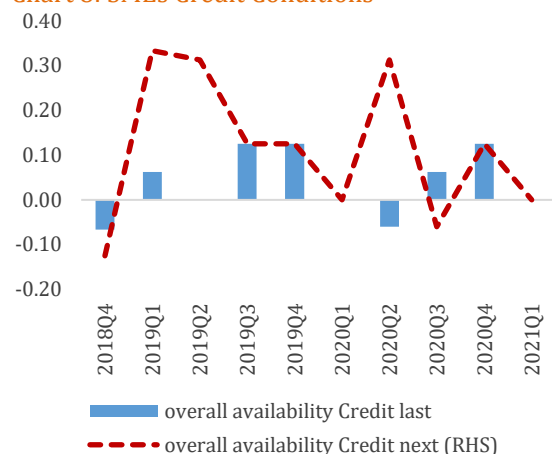 0.40
0.30
0.20
0.10
0.00
-0.10
-0.20
2018Q4
2019Q1
2019Q2
2019Q3
2019Q4
2020Q1
2020Q2
2020Q3
2020Q4
2021Q1
overall availability Credit last
overall availability Credit next (RHS)